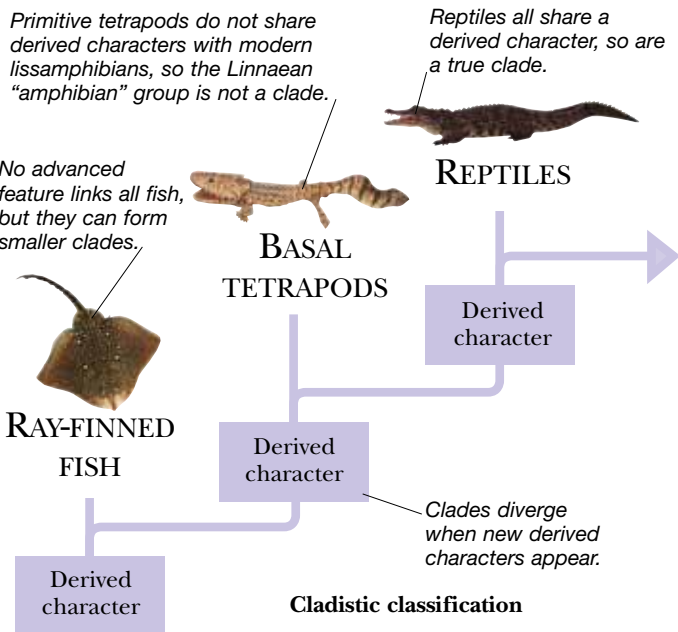 Primitive tetrapods do not share
derived characters with modern
lissamphibians, so the Linnaean
“amphibian” group is not a clade.
Reptiles all share a
derived character, so are
a true clade.
REPTILES
No advanced
feature links all fish,
but they can form
smaller clades.
BASAL
TETRAPODS
Derived
character
RAY-FINNED
FISH
Derived
character
Clades diverge
when new derived
characters appear.
Derived
character
Cladistic classification